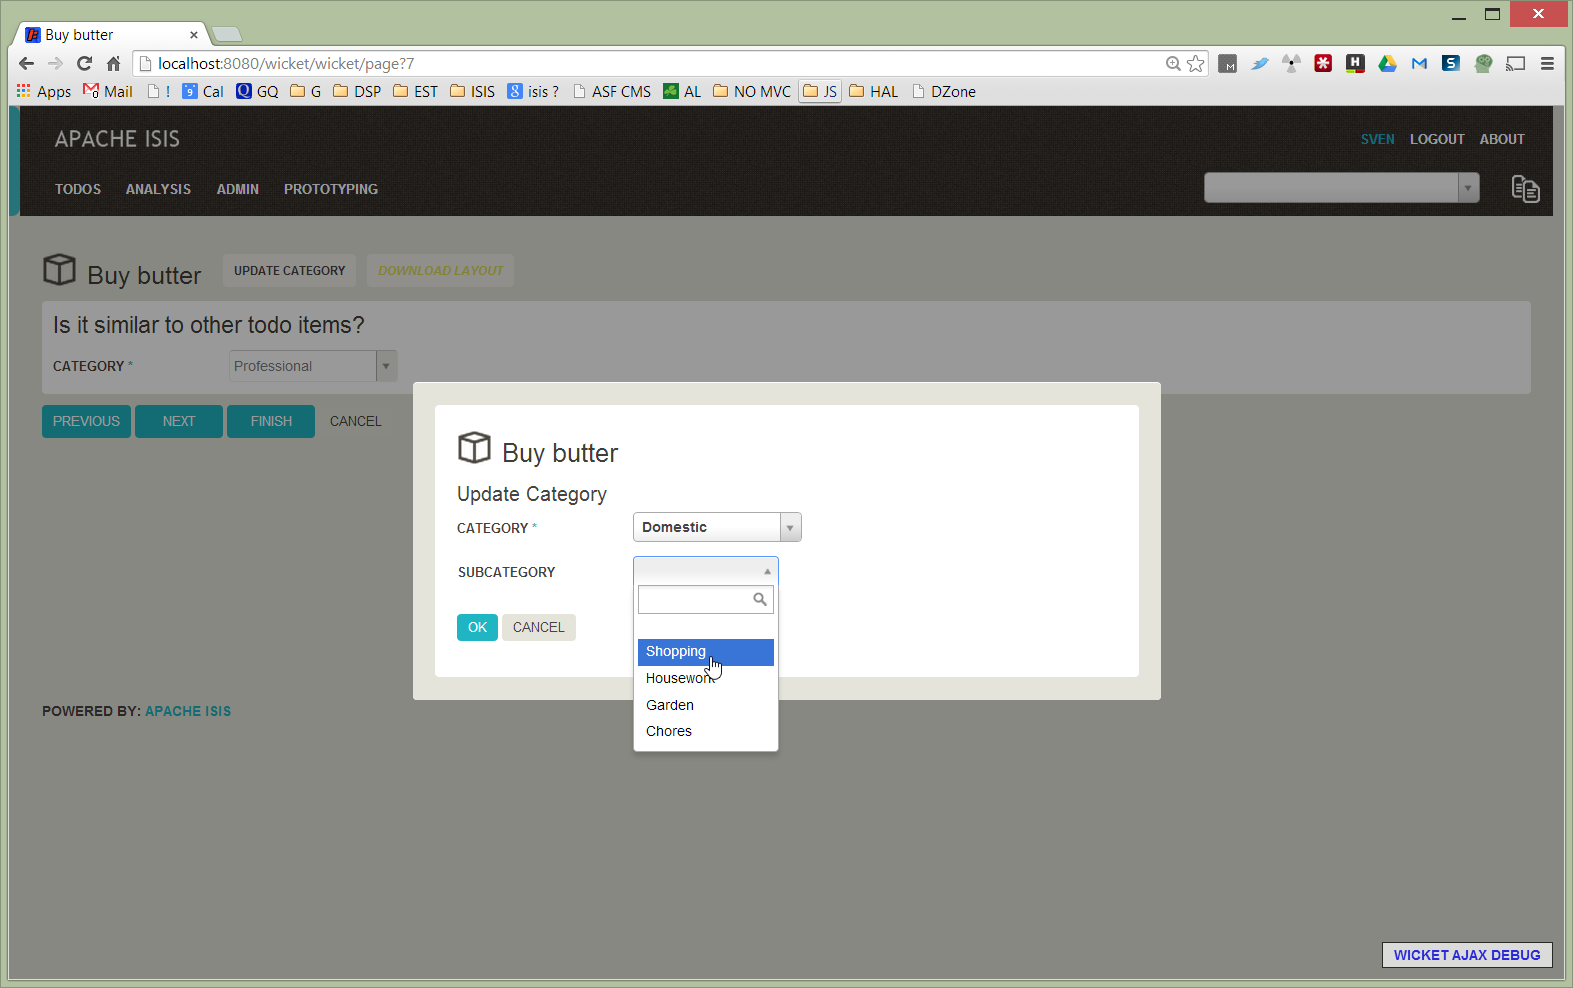 Buy butter
localhost:8080/wicket/wicket/page?7
Apps Mail ! Cal GQ G DSP EST ISIS isis ? ASF CMS AL NO MVC JS HAL DZone
APACHE ISIS
SVEN LOGOUT ABOUT
TODOS ANALYSIS ADMIN PROTOTYPING
Buy butter UPDATE CATEGORY DOWNLOAD LAYOUT
Is it similar to other todo items?
CATEGORY * Professional
PREVIOUS NEXT FINISH CANCEL
Buy butter
Update Category
CATEGORY * Domestic
SUBCATEGORY
OK CANCEL
Shopping
Housework
Garden
Chores
POWERED BY: APACHE ISIS
WICKET AJAX DEBUG